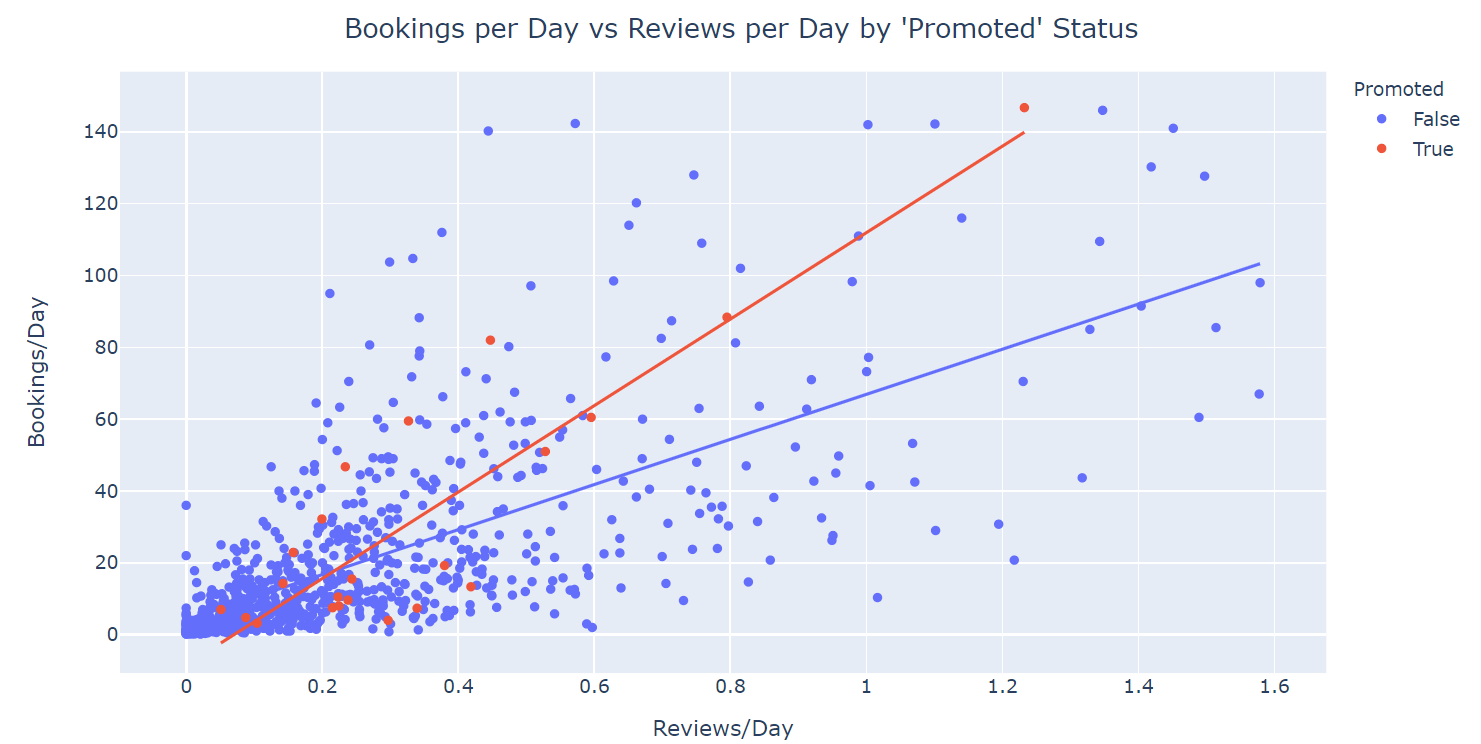 Bookings per Day vs Reviews per Day by 'Promoted' Status
Promoted
False
True
Bookings/Day
140
120
100
80
60
40
20
0
0 0.2 0.4 0.6 0.8 1 1.2 1.4 1.6
Reviews/Day